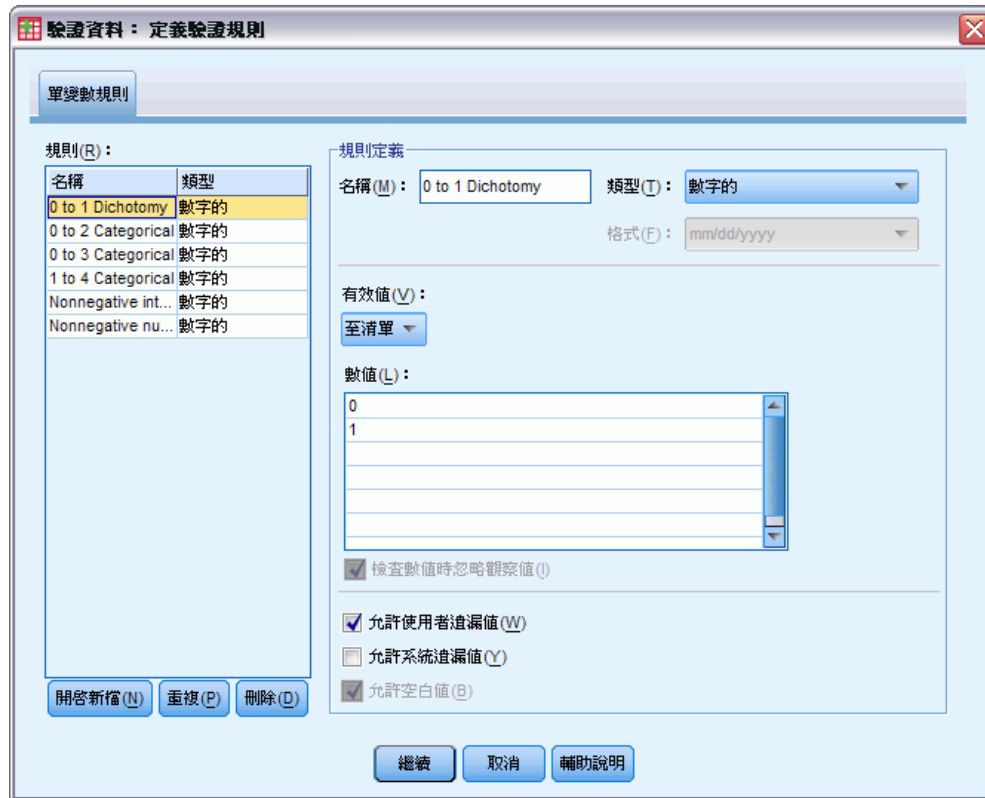 驗證資料： 定義驗證規則
單變數規則
規則(R)：
名稱 類型
0 to 1 Dichotomy 數字的
0 to 2 Categorical 數字的
0 to 3 Categorical 數字的
1 to 4 Categorical 數字的
Nonnegative int... 數字的
Nonnegative nu... 數字的
開啓新檔(N) 重複(P) 刪除(D)
規則定義
名稱(M)： 0 to 1 Dichotomy 類型(T)： 數字的
格式(F)： mm/dd/yyyy
有效值(V)：
至清單
數值(L)：
0
1
檢查數值時忽略觀察值(I)
允許使用者遺漏值(W)
允許系統遺漏值(Y)
允許空白值(B)
繼續 取消 輔助說明